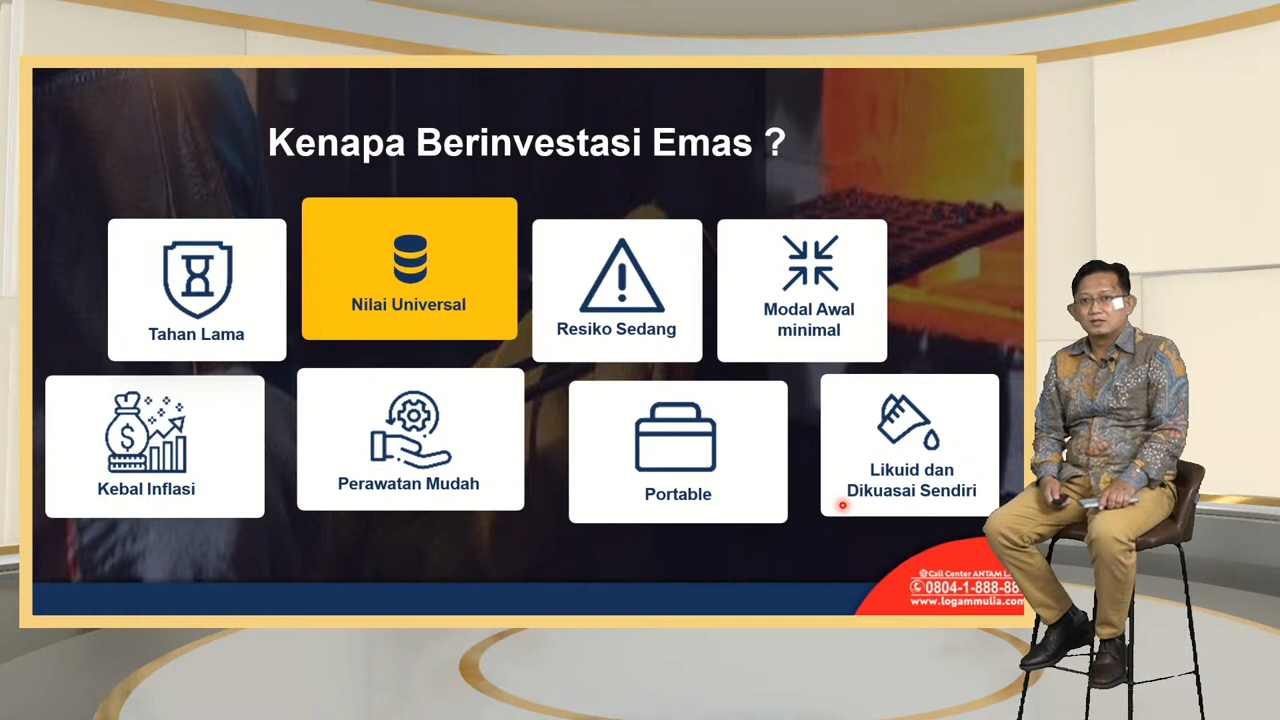 Kenapa Berinvestasi Emas ?
Tahan Lama
Nilai Universal
Resiko Sedang
Modal Awal
minimal
Kebal Inflasi
Perawatan Mudah
Portable
Likuid dan
Dikuasai Sendiri
Call Center ANTAM
0804-1-888-88
www.logammulia.com